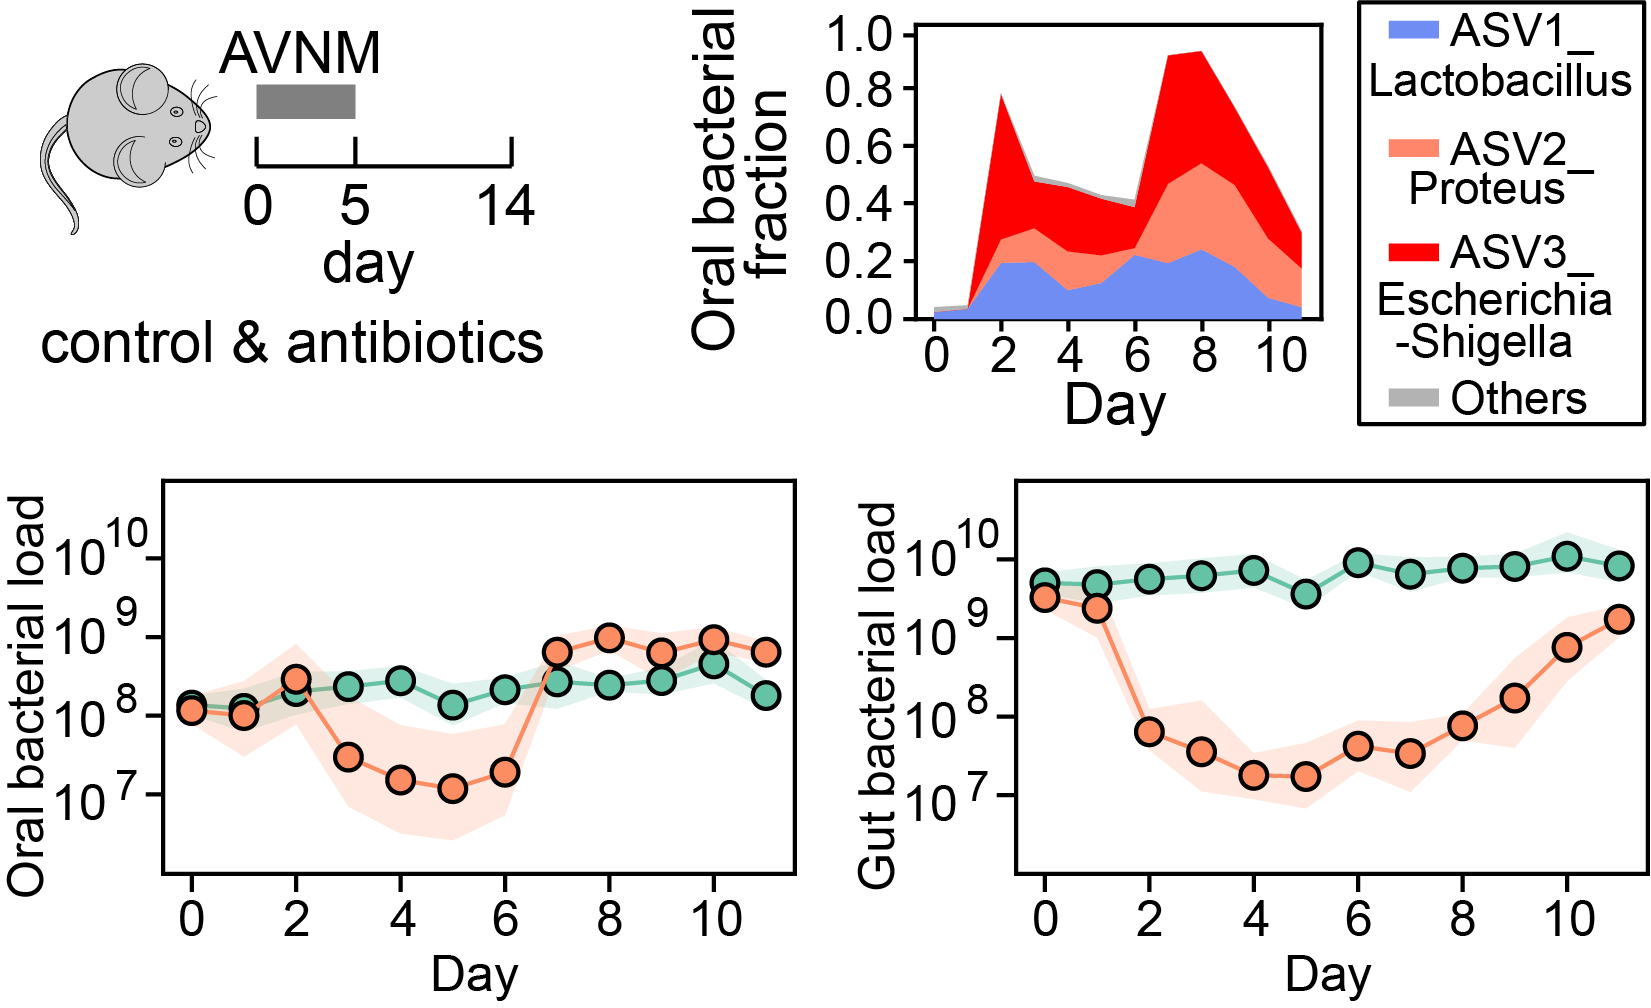 AVNM
0 5 14
day
control & antibiotics
Oral bacterial
fraction
1.0
0.8
0.6
0.4
0.2
0.0
0 2 4 6 8 10
Day
ASV1_
Lactobacillus
ASV2_
Proteus
ASV3_
Escherichia
-Shigella
Others
Oral bacterial load
10^10
10^9
10^8
10^7
0 2 4 6 8 10
Day
Gut bacterial load
10^10
10^9
10^8
10^7
0 2 4 6 8 10
Day